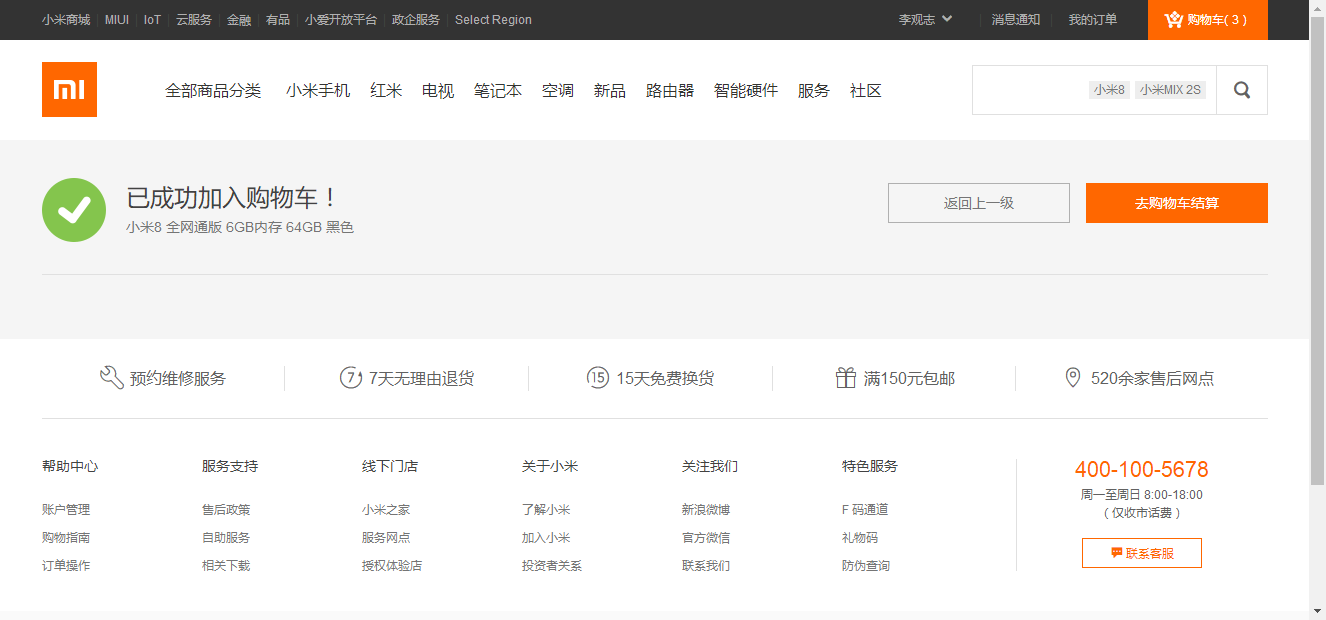 小米商城 MIUI IoT 云服务 金融 有品 小爱开放平台 政企服务 Select Region 李观志 消息通知 我的订单 购物车( 3 )
mi 全部商品分类 小米手机 红米 电视 笔记本 空调 新品 路由器 智能硬件 服务 社区 小米8 小米MIX 2S
已成功加入购物车！
小米8 全网通版 6GB内存 64GB 黑色
返回上一级 去购物车结算
预约维修服务 7 7天无理由退货 15 15天免费换货 满150元包邮 520余家售后网点
帮助中心 服务支持 线下门店 关于小米 关注我们 特色服务 400-100-5678
周一至周日 8:00-18:00
（仅收市话费）
账户管理 售后政策 小米之家 了解小米 新浪微博 F 码通道
购物指南 自助服务 服务网点 加入小米 官方微信 礼物码
订单操作 相关下载 授权体验店 投资者关系 联系我们 防伪查询
联系客服